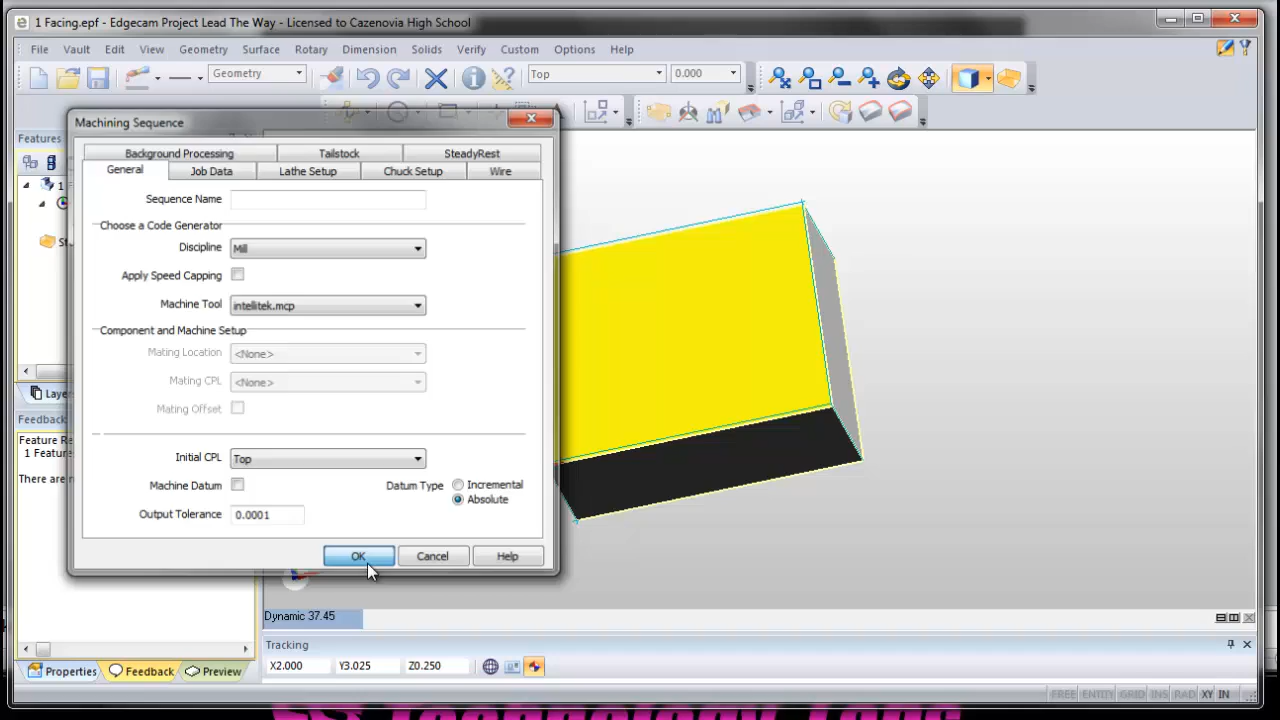 1 Facing.epf - Edgecam Project Lead The Way - Licensed to Cazenovia High School
File Vault Edit View Geometry Surface Rotary Dimension Solids Verify Custom Options Help
Geometry Top 0.000
Machining Sequence
Features
Background Processing Tailstock SteadyRest
General Job Data Lathe Setup Chuck Setup Wire
Sequence Name
Choose a Code Generator
Discipline Mill
Apply Speed Capping
Machine Tool intellitek.mcp
Component and Machine Setup
Mating Location <None>
Mating CPL <None>
Mating Offset
Initial CPL Top
Machine Datum Datum Type Incremental
Absolute
Output Tolerance 0.0001
OK Cancel Help
1
Layer
Feedback
Feature Re
1 Feature
There are
Dynamic 37.45
Tracking
X2.000 Y3.025 Z0.250
Properties Feedback Preview
FREE ENTITY GRID INS RAD XY IN